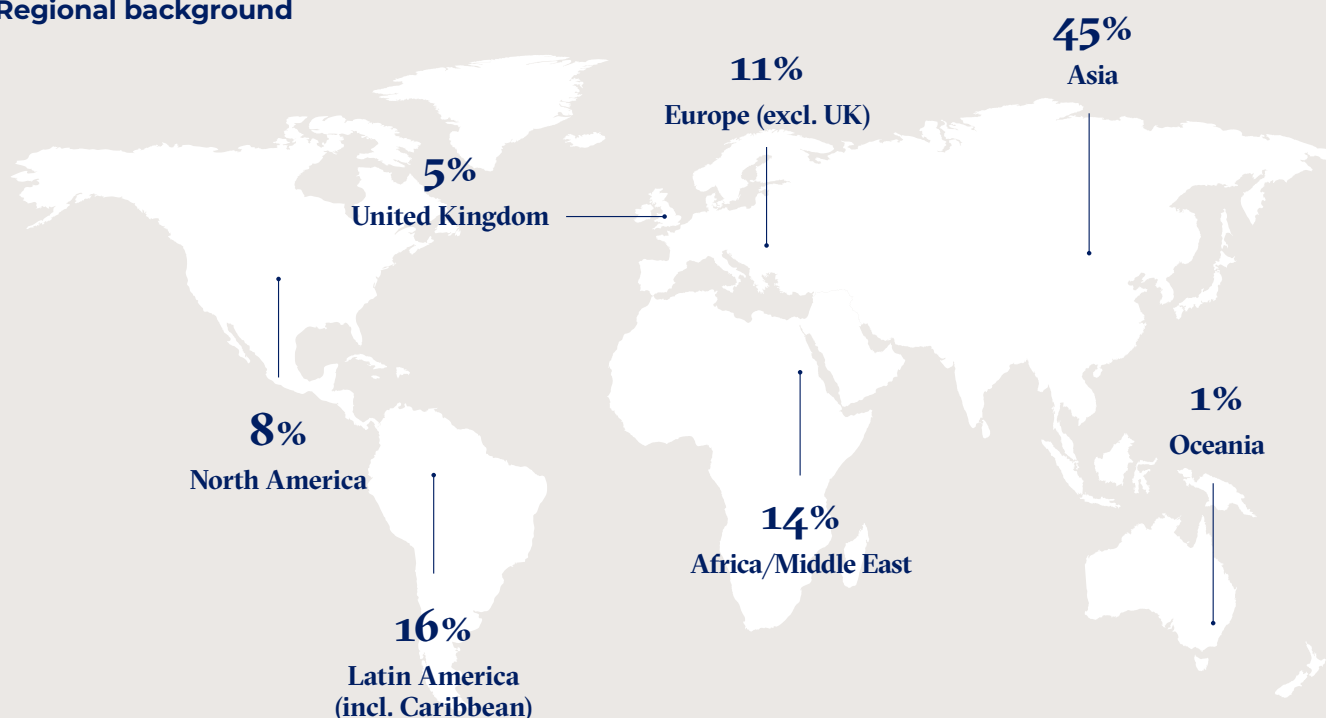 Regional background
45%
Asia
11%
Europe (excl. UK)
5%
United Kingdom
8%
North America
1%
Oceania
14%
Africa/Middle East
16%
Latin America
(incl. Caribbean)